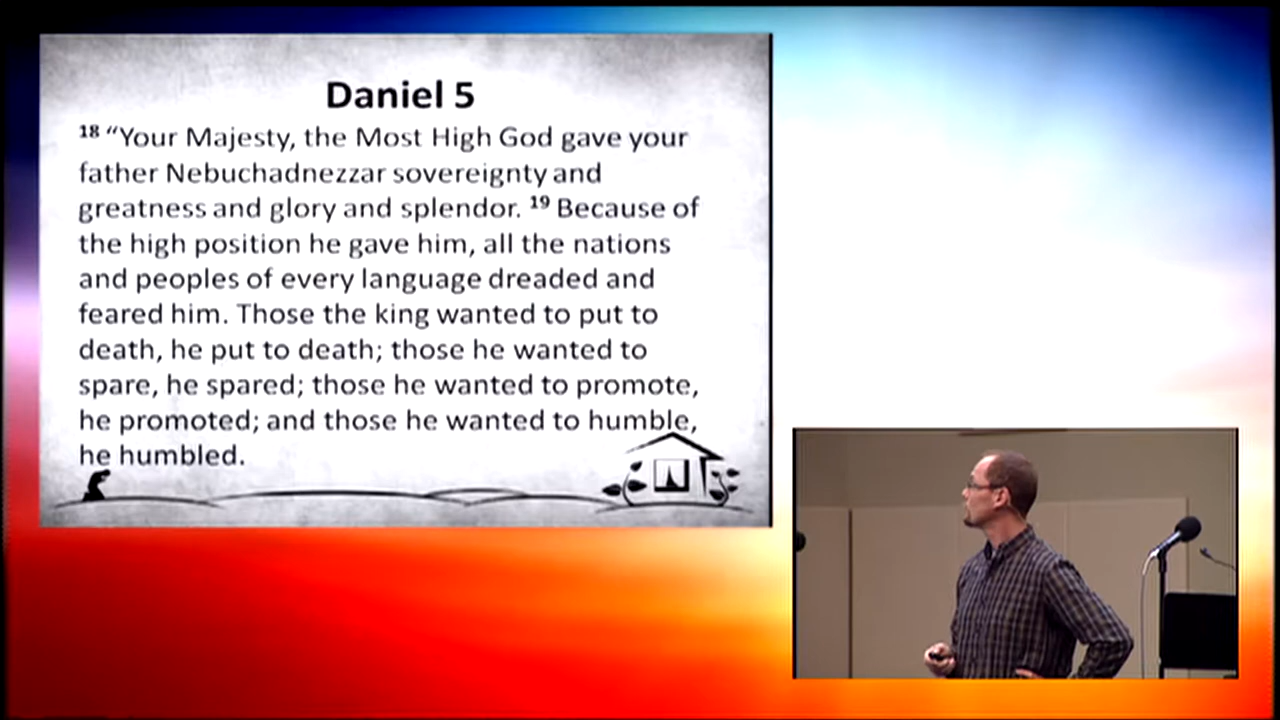 Daniel 5
18 “Your Majesty, the Most High God gave your
father Nebuchadnezzar sovereignty and
greatness and glory and splendor. 19 Because of
the high position he gave him, all the nations
and peoples of every language dreaded and
feared him. Those the king wanted to put to
death, he put to death; those he wanted to
spare, he spared; those he wanted to promote,
he promoted; and those he wanted to humble,
he humbled.